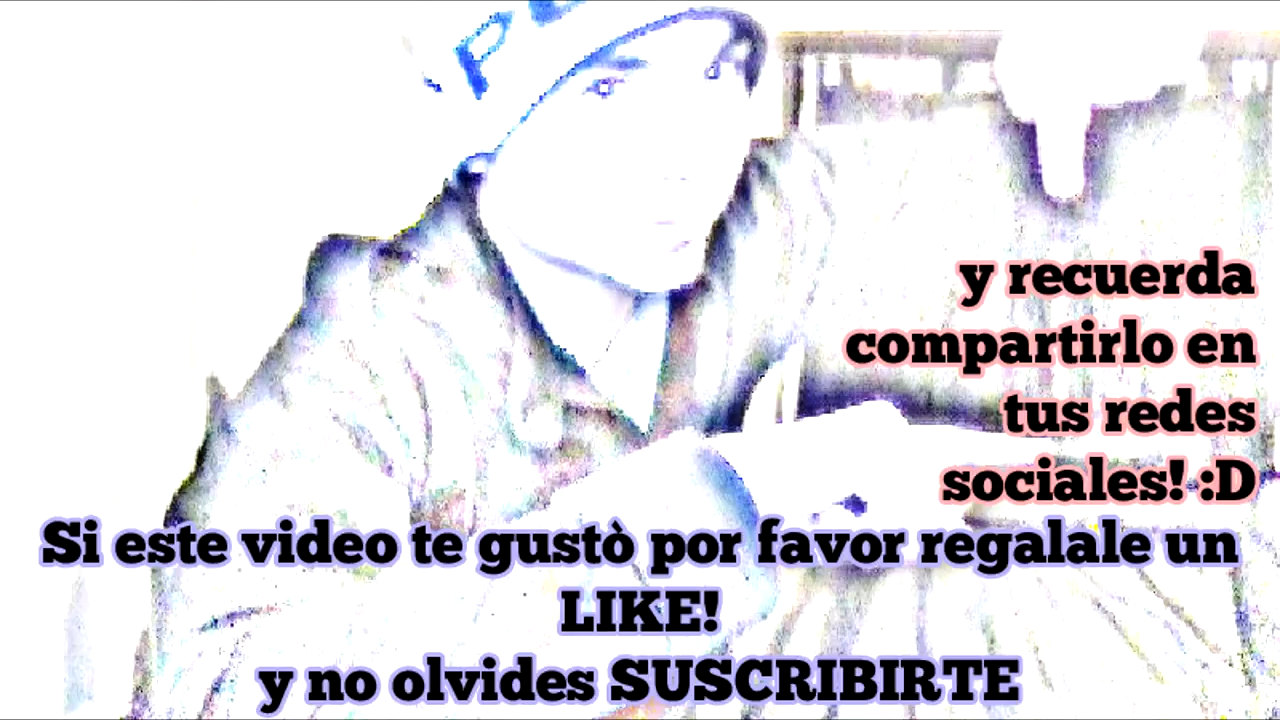 y recuerda
compartirlo en
tus redes
sociales! :D
Si este video te gustò por favor regalale un
LIKE!
y no olvides SUSCRIBIRTE